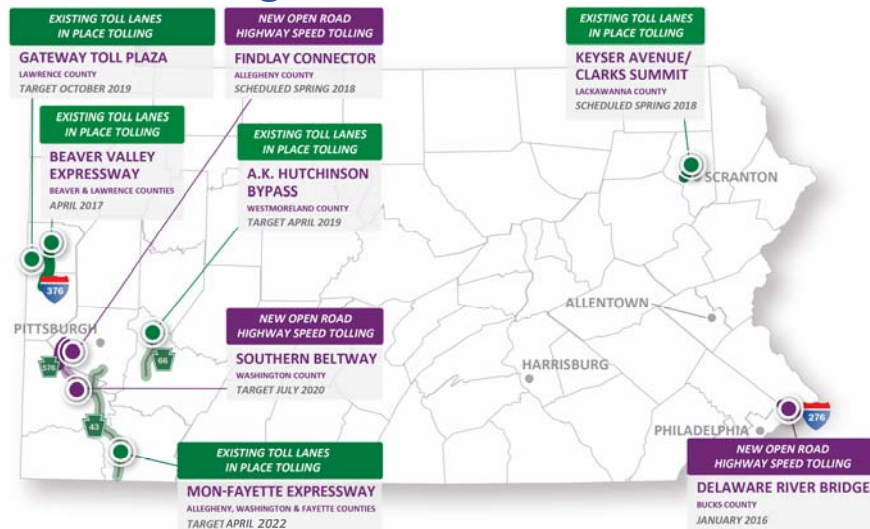 EXISTING TOLL LANES
IN PLACE TOLLING
GATEWAY TOLL PLAZA
LAWRENCE COUNTY
TARGET OCTOBER 2019
NEW OPEN ROAD
HIGHWAY SPEED TOLLING
FINDLAY CONNECTOR
ALLEGHENY COUNTY
SCHEDULED SPRING 2018
EXISTING TOLL LANES
IN PLACE TOLLING
KEYSER AVENUE/
CLARKS SUMMIT
LACKAWANNA COUNTY
SCHEDULED SPRING 2018
EXISTING TOLL LANES
IN PLACE TOLLING
BEAVER VALLEY
EXPRESSWAY
BEAVER & LAWRENCE COUNTIES
APRIL 2017
EXISTING TOLL LANES
IN PLACE TOLLING
A.K. HUTCHINSON
BYPASS
WESTMORELAND COUNTY
TARGET APRIL 2019
SCRANTON
376
PITTSBURGH
576
66
43
NEW OPEN ROAD
HIGHWAY SPEED TOLLING
SOUTHERN BELTWAY
WASHINGTON COUNTY
TARGET JULY 2020
ALLENTOWN
HARRISBURG
276
PHILADELPHIA
EXISTING TOLL LANES
IN PLACE TOLLING
MON-FAYETTE EXPRESSWAY
ALLEGHENY, WASHINGTON & FAYETTE COUNTIES
TARGET APRIL 2022
NEW OPEN ROAD
HIGHWAY SPEED TOLLING
DELAWARE RIVER BRIDGE
BUCKS COUNTY
JANUARY 2016